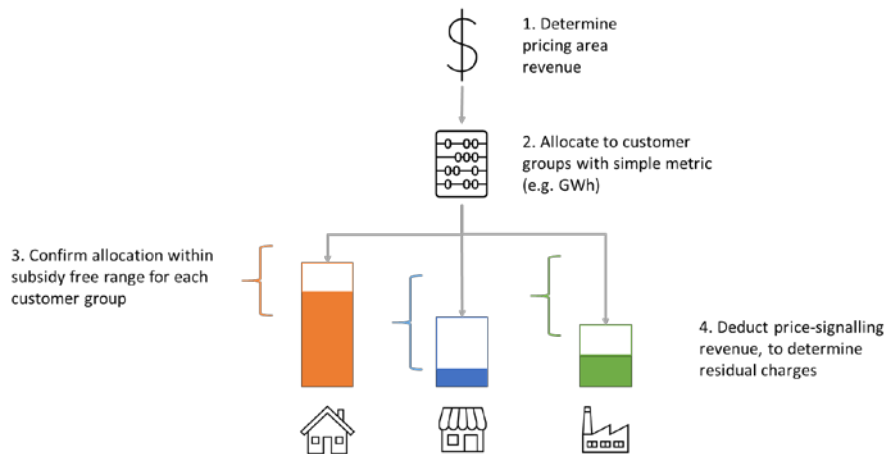 1. Determine
pricing area
revenue
2. Allocate to customer
groups with simple metric
(e.g. GWh)
3. Confirm allocation within
subsidy free range for each
customer group
4. Deduct price-signalling
revenue, to determine
residual charges